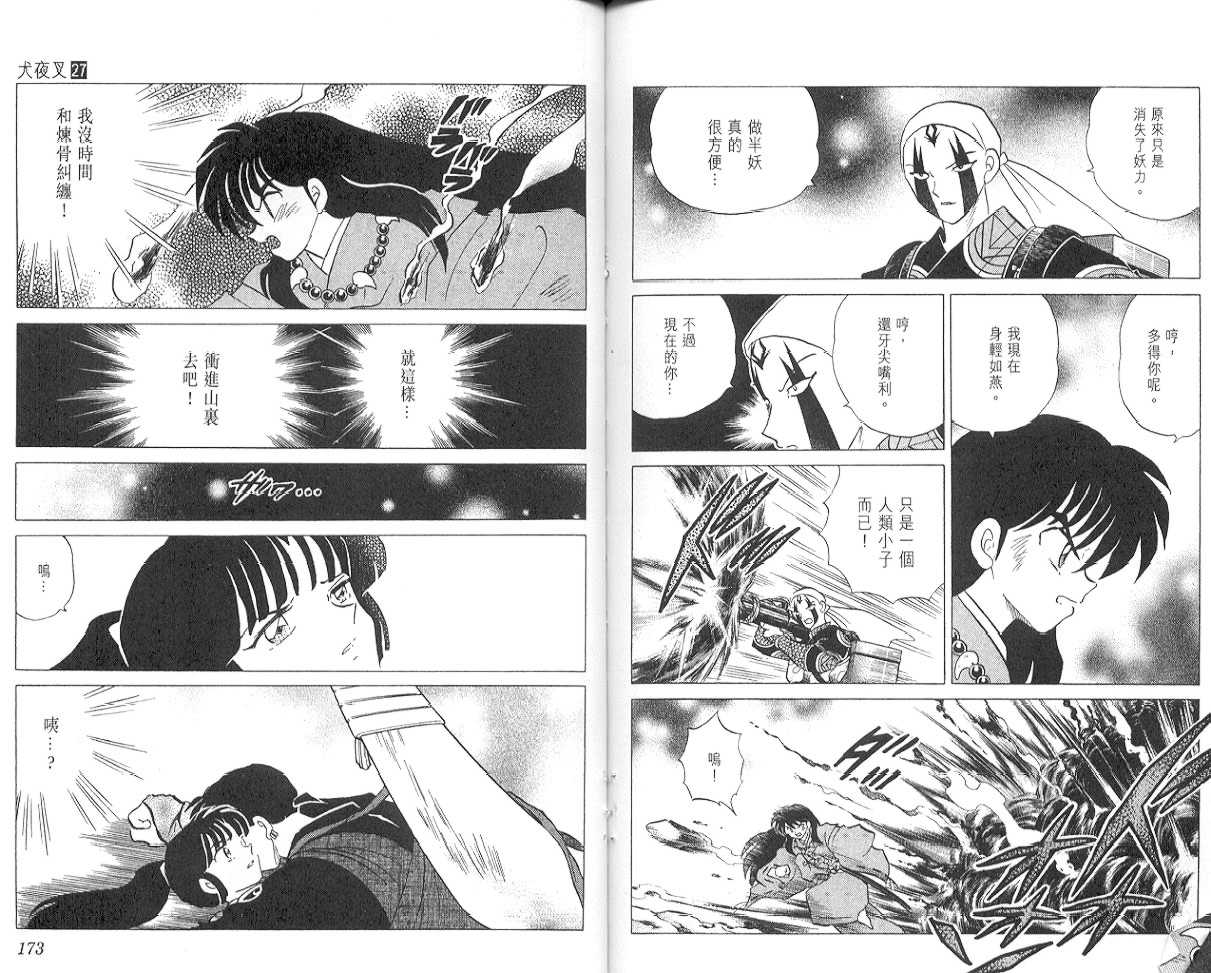 原來只是
消失了妖力。
做半妖
真的
很方便…
哼，
多得你呢。
我現在
身輕如燕。
哼，
還牙尖嘴利。
不過
現在的你…
只是一個
人類小子
而已！
嗚！
犬夜叉27
我沒時間
和煉骨糾纏！
就這樣…
衝進山裏
去吧！
嗚…
咦…?
173